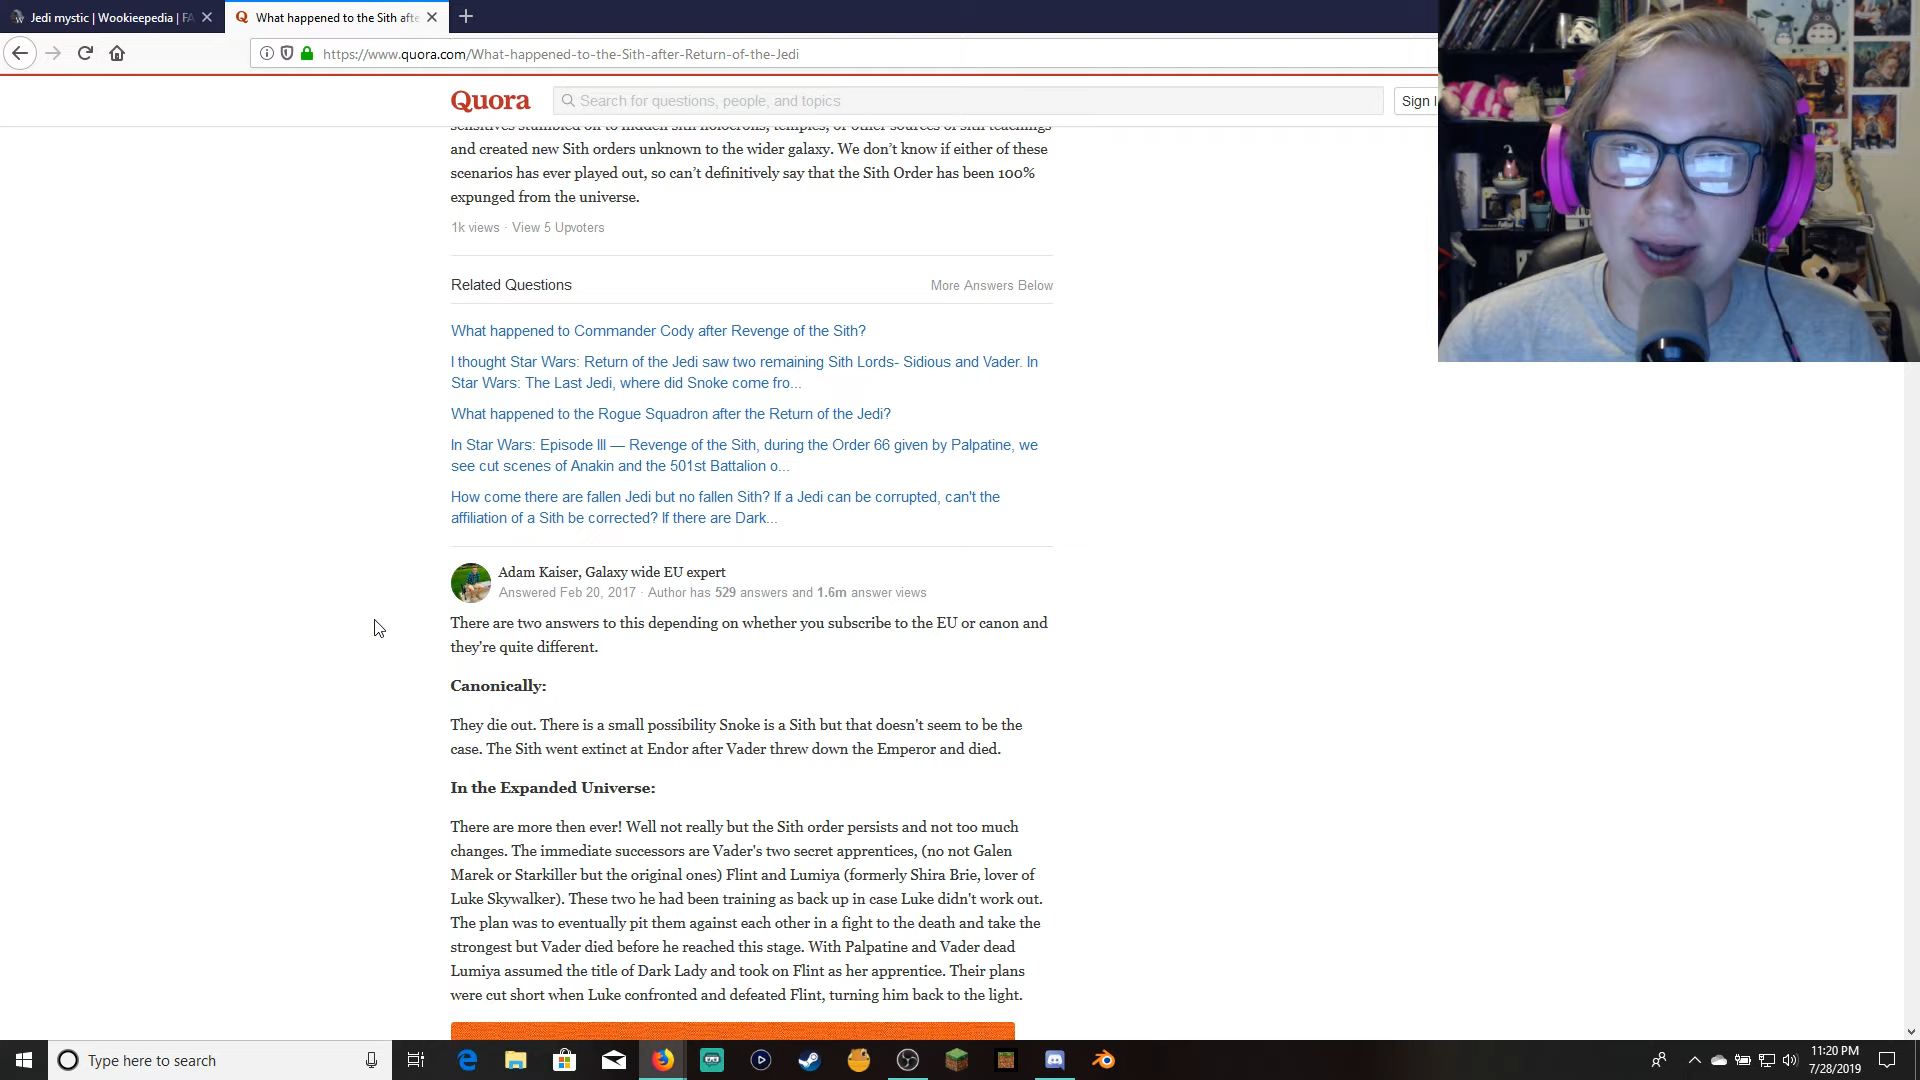 Jedi mystic | Wookieepedia | FA
What happened to the Sith afte
https://www.quora.com/What-happened-to-the-Sith-after-Return-of-the-Jedi
Quora
Search for questions, people, and topics
Sign I
sensitives stumbled on to hidden sith holocrons, temples, or other sources of sith teachings
and created new Sith orders unknown to the wider galaxy. We don’t know if either of these
scenarios has ever played out, so can’t definitively say that the Sith Order has been 100%
expunged from the universe.
1k views · View 5 Upvoters
Related Questions
More Answers Below
What happened to Commander Cody after Revenge of the Sith?
I thought Star Wars: Return of the Jedi saw two remaining Sith Lords- Sidious and Vader. In
Star Wars: The Last Jedi, where did Snoke come fro...
What happened to the Rogue Squadron after the Return of the Jedi?
In Star Wars: Episode III — Revenge of the Sith, during the Order 66 given by Palpatine, we
see cut scenes of Anakin and the 501st Battalion o...
How come there are fallen Jedi but no fallen Sith? If a Jedi can be corrupted, can't the
affiliation of a Sith be corrected? If there are Dark...
Adam Kaiser, Galaxy wide EU expert
Answered Feb 20, 2017 · Author has 529 answers and 1.6m answer views
There are two answers to this depending on whether you subscribe to the EU or canon and
they're quite different.
Canonically:
They die out. There is a small possibility Snoke is a Sith but that doesn't seem to be the
case. The Sith went extinct at Endor after Vader threw down the Emperor and died.
In the Expanded Universe:
There are more then ever! Well not really but the Sith order persists and not too much
changes. The immediate successors are Vader's two secret apprentices, (no not Galen
Marek or Starkiller but the original ones) Flint and Lumiya (formerly Shira Brie, lover of
Luke Skywalker). These two he had been training as back up in case Luke didn't work out.
The plan was to eventually pit them against each other in a fight to the death and take the
strongest but Vader died before he reached this stage. With Palpatine and Vader dead
Lumiya assumed the title of Dark Lady and took on Flint as her apprentice. Their plans
were cut short when Luke confronted and defeated Flint, turning him back to the light.
Type here to search
11:20 PM
7/28/2019